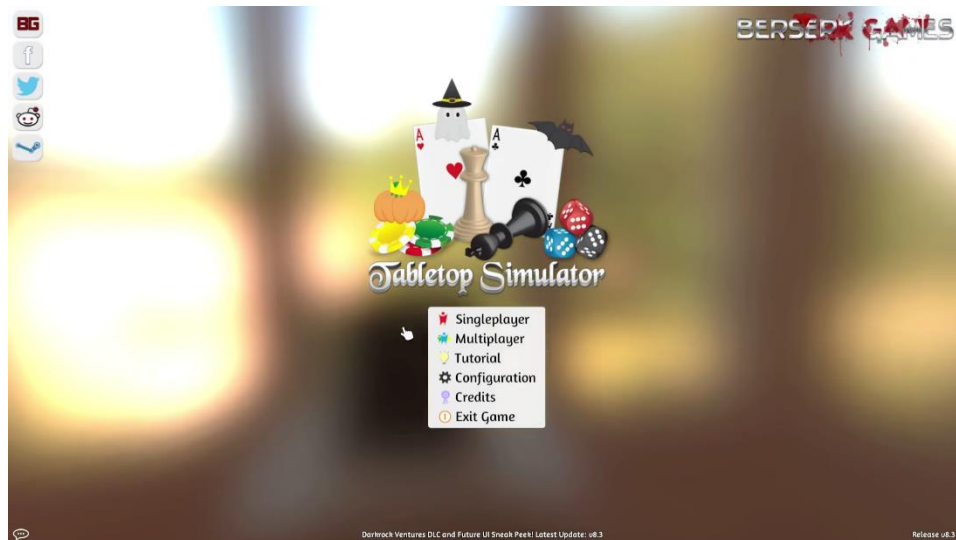 BG
BERSERK GAMES
A
A
Tabletop Simulator
Singleplayer
Multiplayer
Tutorial
Configuration
Credits
Exit Game
Darkrock Ventures DLC and Future UI Sneak Peek! Latest Update: v8.3
Release v8.3